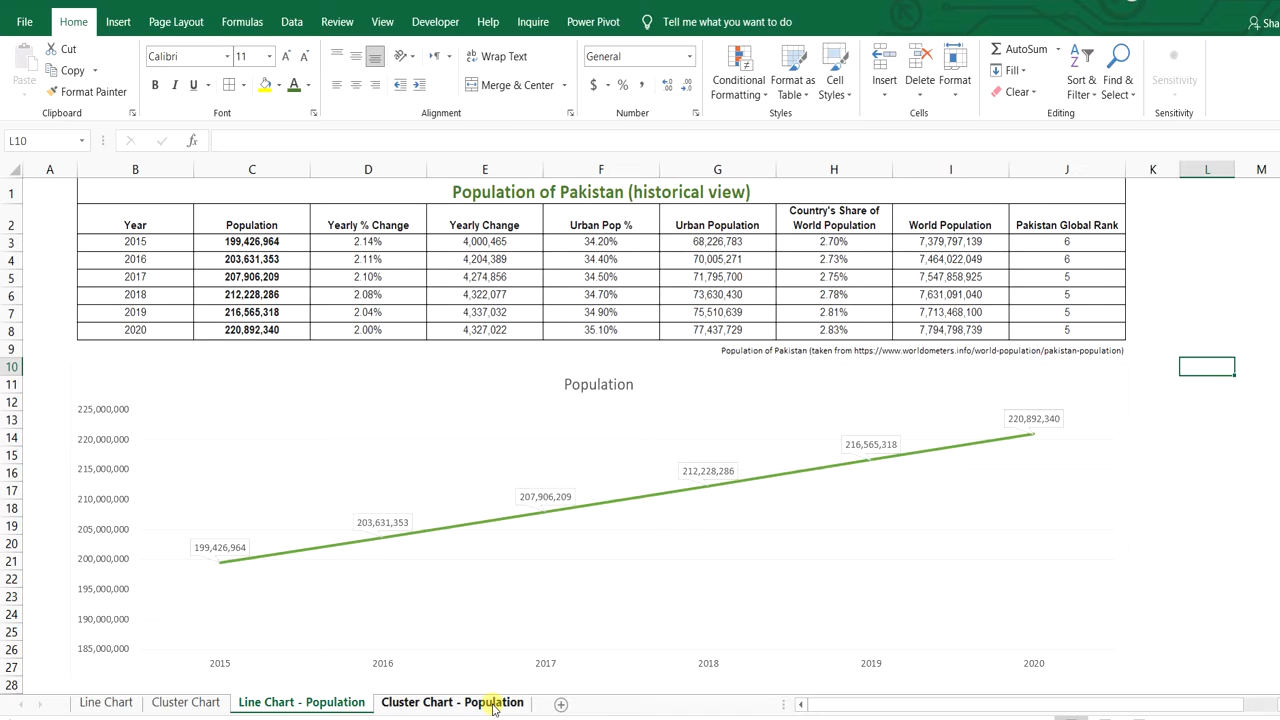 File Home Insert Page Layout Formulas Data Review View Developer Help Inquire Power Pivot Tell me what you want to do Sha
Paste Cut Calibri 11 A A Wrap Text General Conditional Formatting Format as Table Cell Styles Insert Delete Format AutoSum Sort & Filter Find & Select Sensitivity
Copy Fill
Format Painter B I U A Merge & Center $ % , Clear
Clipboard Font Alignment Number Styles Cells Editing Sensitivity
L10 fx
A B C D E F G H I J K L M
1 Population of Pakistan (historical view)
2 Year Population Yearly % Change Yearly Change Urban Pop % Urban Population Country's Share of World Population World Population Pakistan Global Rank
3 2015 199,426,964 2.14% 4,000,465 34.20% 68,226,783 2.70% 7,379,797,139 6
4 2016 203,631,353 2.11% 4,204,389 34.40% 70,005,271 2.73% 7,464,022,049 6
5 2017 207,906,209 2.10% 4,274,856 34.50% 71,795,700 2.75% 7,547,858,925 5
6 2018 212,228,286 2.08% 4,322,077 34.70% 73,630,430 2.78% 7,631,091,040 5
7 2019 216,565,318 2.04% 4,337,032 34.90% 75,510,639 2.81% 7,713,468,100 5
8 2020 220,892,340 2.00% 4,327,022 35.10% 77,437,729 2.83% 7,794,798,739 5
9 Population of Pakistan (taken from https://www.worldometers.info/world-population/pakistan-population)
10
11 Population
12
13 225,000,000 220,892,340
14 220,000,000 216,565,318
15
16 215,000,000 212,228,286
17
18 210,000,000 207,906,209
19 203,631,353
20 205,000,000 199,426,964
21 200,000,000
22
23 195,000,000
24
25 190,000,000
26 185,000,000
27 2015 2016 2017 2018 2019 2020
28
Line Chart Cluster Chart Line Chart - Population Cluster Chart - Population